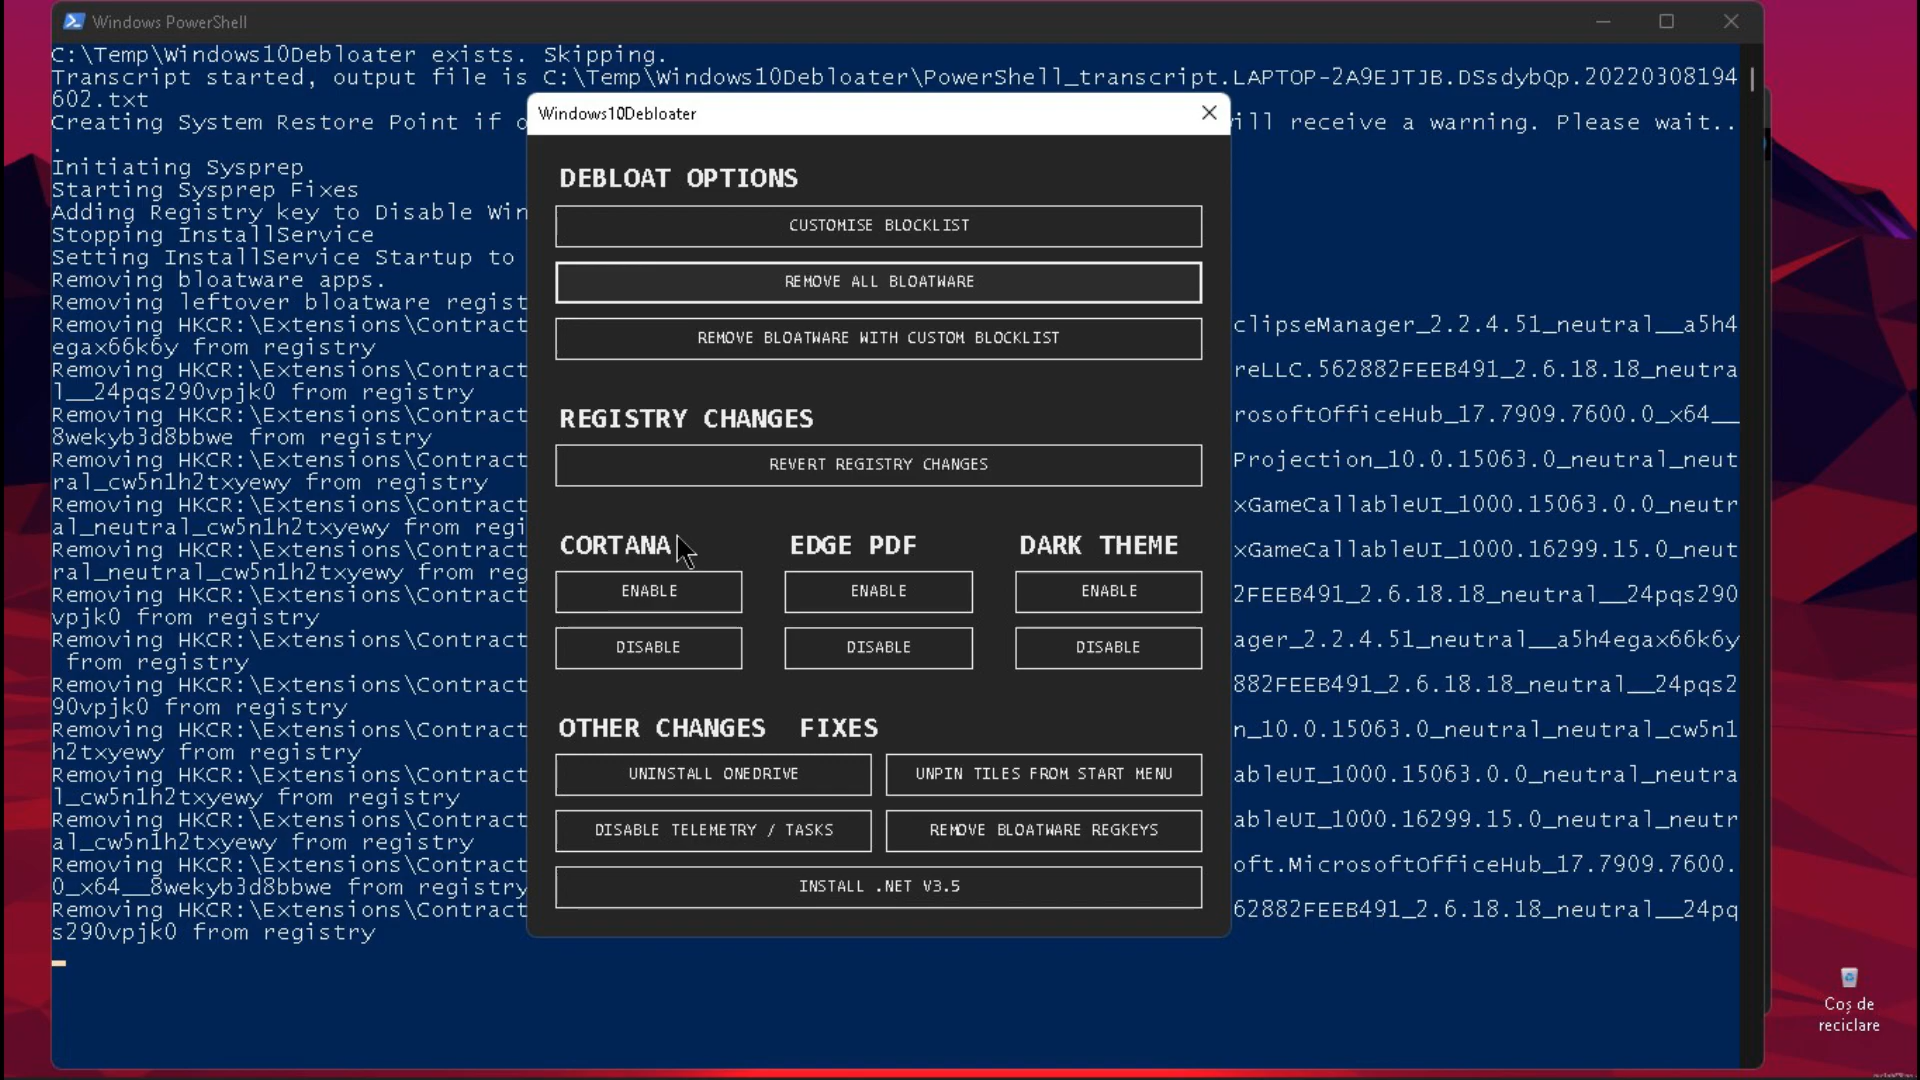 Windows PowerShell
C:\Temp\Windows10Debloater exists. Skipping.
Transcript started, output file is C:\Temp\Windows10Debloater\PowerShell_transcript.LAPTOP-2A9EJTJB.DSsdybQp.20220308194
602.txt
Creating System Restore Point if
ill receive a warning. Please wait..
.
Initiating Sysprep
Starting Sysprep Fixes
Adding Registry key to Disable Win
Stopping InstallService
Setting InstallService Startup to
Removing bloatware apps.
Removing leftover bloatware regist
Removing HKCR:\Extensions\Contract
clipseManager_2.2.4.51_neutral__a5h4
egax66k6y from registry
Removing HKCR:\Extensions\Contract
reLLC.562882FEEB491_2.6.18.18_neutra
l__24pqs290vpjk0 from registry
Removing HKCR:\Extensions\Contract
rosoftOfficeHub_17.7909.7600.0_x64__
8wekyb3d8bbwe from registry
Removing HKCR:\Extensions\Contract
Projection_10.0.15063.0_neutral_neut
ral_cw5n1h2txyewy from registry
Removing HKCR:\Extensions\Contract
xGameCallableUI_1000.15063.0.0_neutr
al_neutral_cw5n1h2txyewy from regi
Removing HKCR:\Extensions\Contract
xGameCallableUI_1000.16299.15.0_neut
ral_neutral_cw5n1h2txyewy from reg
Removing HKCR:\Extensions\Contract
2FEEB491_2.6.18.18_neutral__24pqs290
vpjk0 from registry
Removing HKCR:\Extensions\Contract
ager_2.2.4.51_neutral__a5h4egax66k6y
from registry
Removing HKCR:\Extensions\Contract
882FEEB491_2.6.18.18_neutral__24pqs2
90vpjk0 from registry
Removing HKCR:\Extensions\Contract
n_10.0.15063.0_neutral_neutral_cw5n1
h2txyewy from registry
Removing HKCR:\Extensions\Contract
ableUI_1000.15063.0.0_neutral_neutra
l_cw5n1h2txyewy from registry
Removing HKCR:\Extensions\Contract
ableUI_1000.16299.15.0_neutral_neutr
al_cw5n1h2txyewy from registry
Removing HKCR:\Extensions\Contract
oft.MicrosoftOfficeHub_17.7909.7600.
0_x64__8wekyb3d8bbwe from registry
Removing HKCR:\Extensions\Contract
62882FEEB491_2.6.18.18_neutral__24pq
s290vpjk0 from registry
Windows10Debloater
DEBLOAT OPTIONS
CUSTOMISE BLOCKLIST
REMOVE ALL BLOATWARE
REMOVE BLOATWARE WITH CUSTOM BLOCKLIST
REGISTRY CHANGES
REVERT REGISTRY CHANGES
CORTANA EDGE PDF DARK THEME
ENABLE ENABLE ENABLE
DISABLE DISABLE DISABLE
OTHER CHANGES FIXES
UNINSTALL ONEDRIVE UNPIN TILES FROM START MENU
DISABLE TELEMETRY / TASKS REMOVE BLOATWARE REGKEYS
INSTALL .NET V3.5
Coș de
reciclare